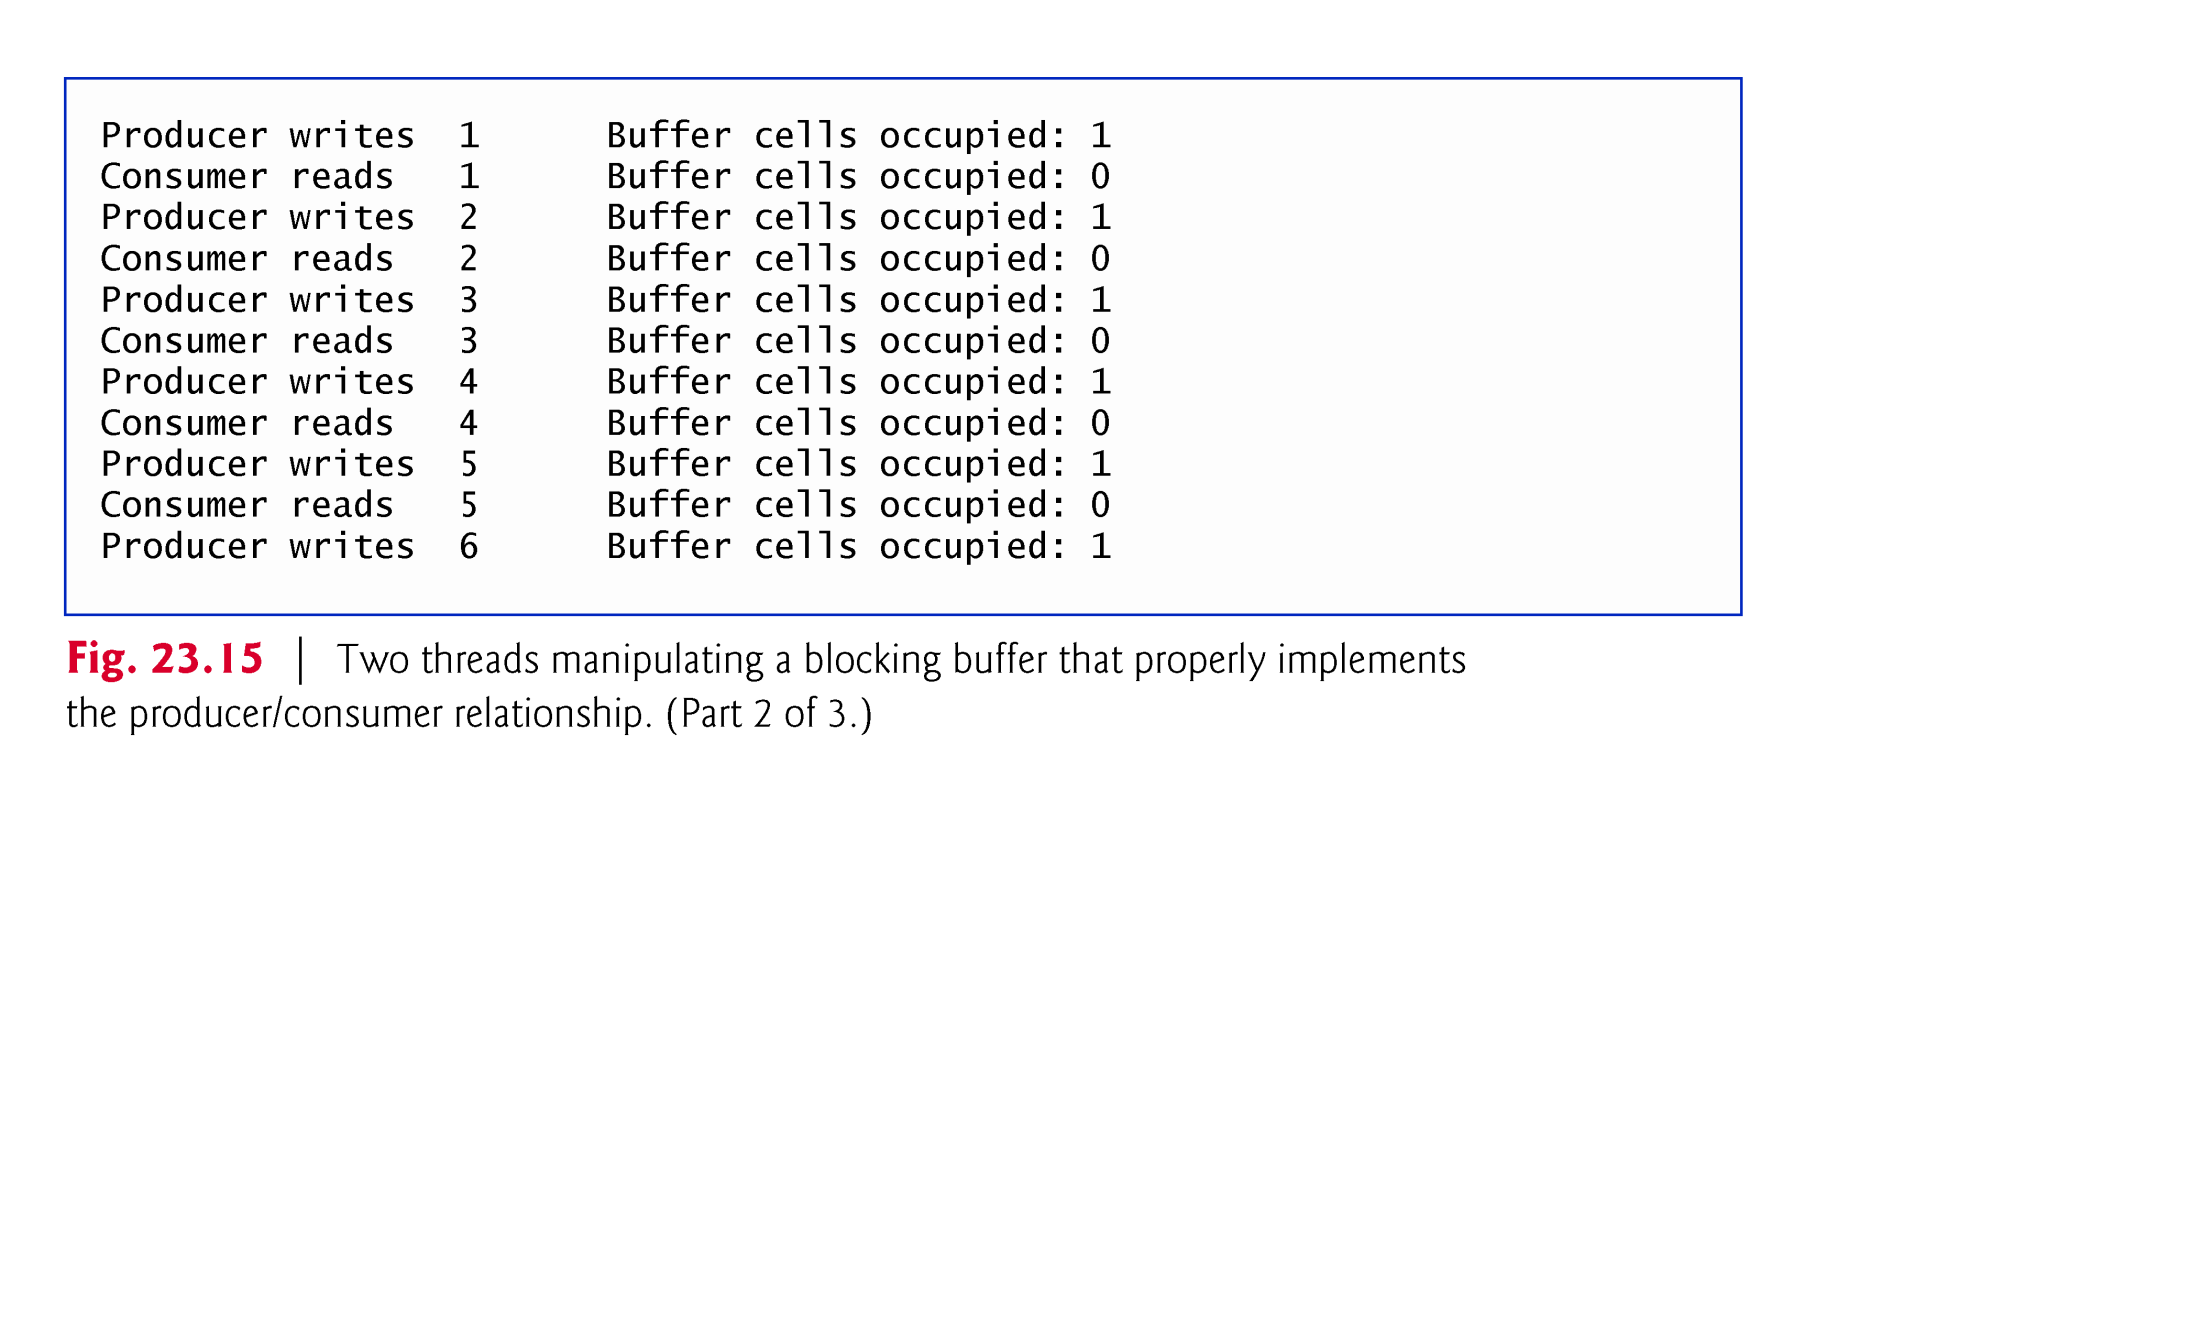 Producer writes  1      Buffer cells occupied: 1
Consumer reads   1      Buffer cells occupied: 0
Producer writes  2      Buffer cells occupied: 1
Consumer reads   2      Buffer cells occupied: 0
Producer writes  3      Buffer cells occupied: 1
Consumer reads   3      Buffer cells occupied: 0
Producer writes  4      Buffer cells occupied: 1
Consumer reads   4      Buffer cells occupied: 0
Producer writes  5      Buffer cells occupied: 1
Consumer reads   5      Buffer cells occupied: 0
Producer writes  6      Buffer cells occupied: 1
Fig. 23.15 | Two threads manipulating a blocking buffer that properly implements
the producer/consumer relationship. (Part 2 of 3.)